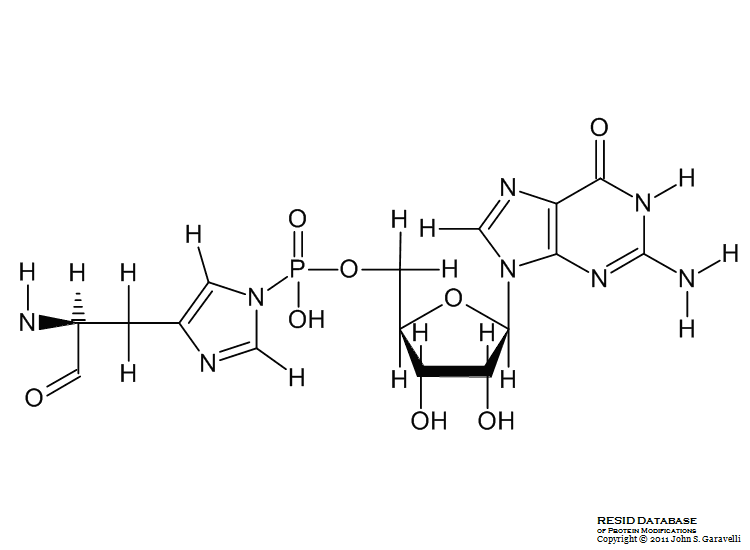 O
N H
H N
H H
O
H N N N H
O P O H
H H H N O H
N OH H H
N H H H
O OH OH
RESID DATABASE
OF PROTEIN MODIFICATIONS
Copyright © 2011 John S. Garavelli